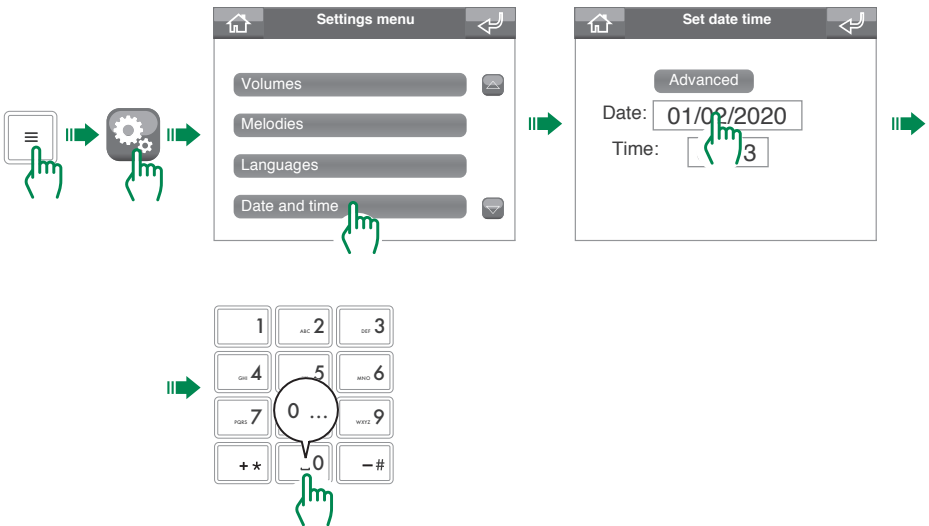 Settings menu
Volumes
Melodies
Languages
Date and time
Set date time
Advanced
Date: 01/02/2020
Time: 3
1 ABC 2 DEF 3
GHI 4 5 MNO 6
PQRS 7 0 ... WXYZ 9
+* 0 -#